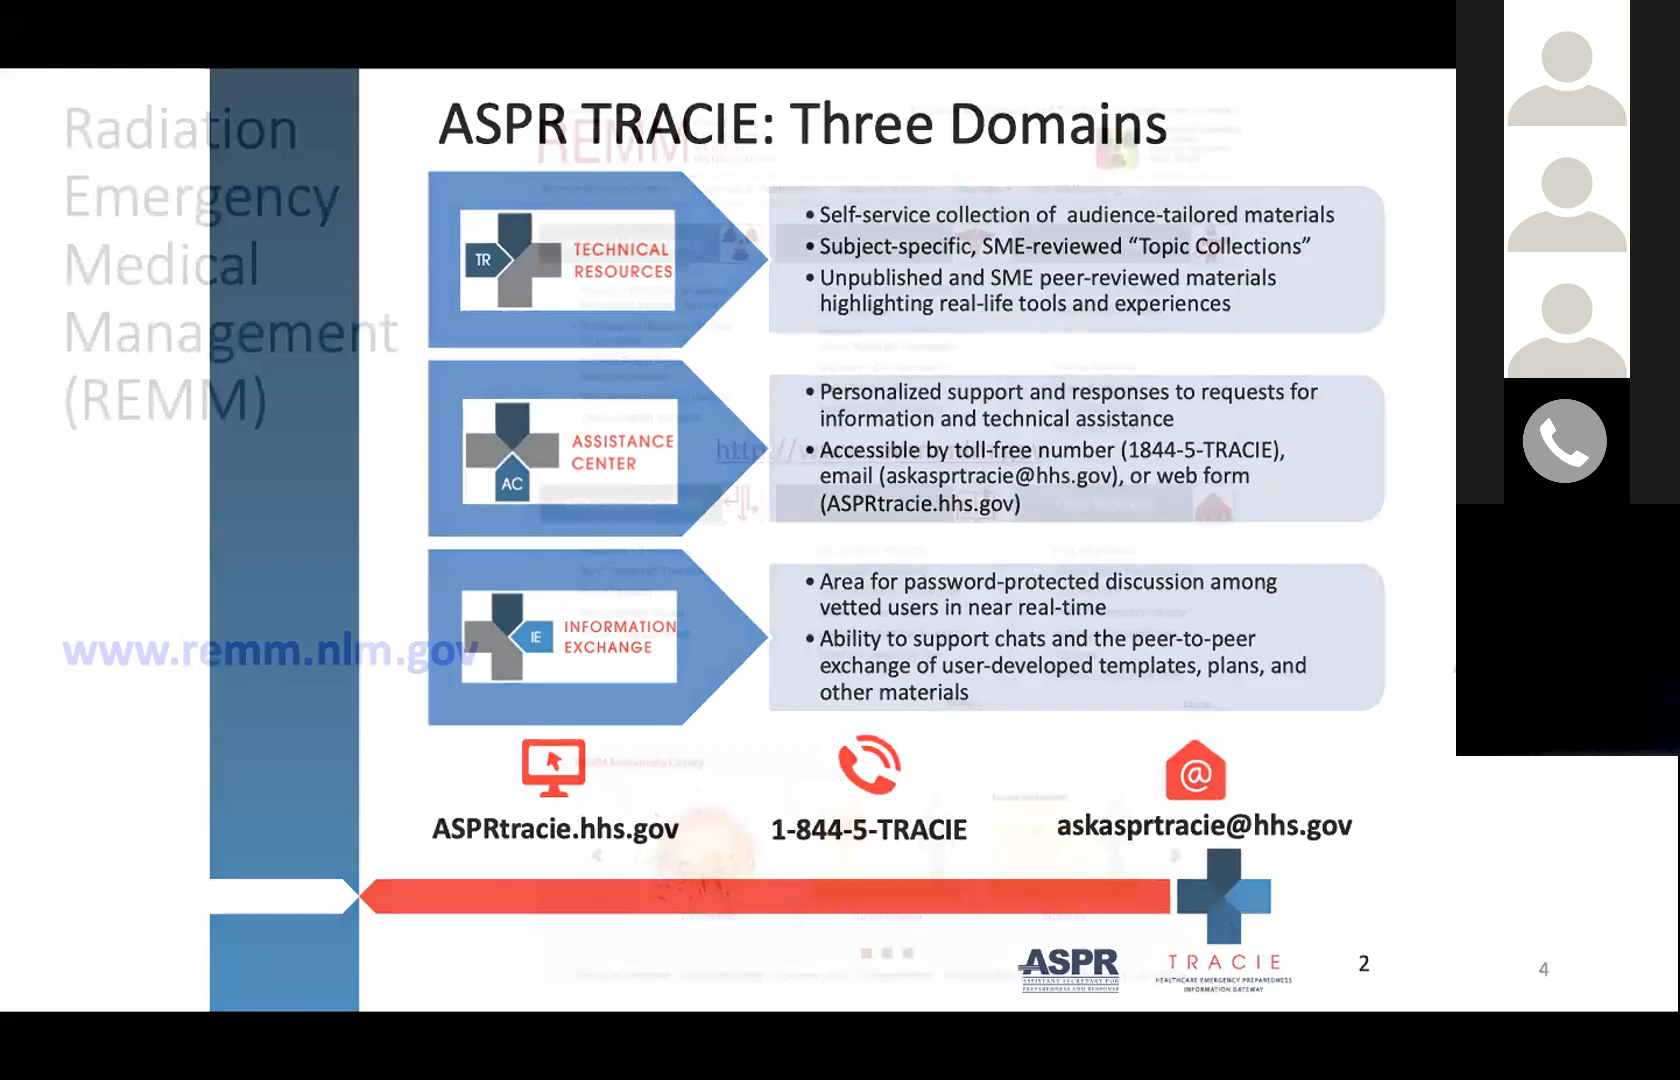 Radiation
Emergency
Medical
Management
(REMM)
www.remm.nlm.gov
ASPR TRACIE: Three Domains
REMM
TR
TECHNICAL
RESOURCES
• Self-service collection of audience-tailored materials
• Subject-specific, SME-reviewed “Topic Collections”
• Unpublished and SME peer-reviewed materials
highlighting real-life tools and experiences
AC
ASSISTANCE
CENTER
• Personalized support and responses to requests for
information and technical assistance
• Accessible by toll-free number (1844-5-TRACIE),
email (askasprtracie@hhs.gov), or web form
(ASPRtracie.hhs.gov)
http://w
IE
INFORMATION
EXCHANGE
• Area for password-protected discussion among
vetted users in near real-time
• Ability to support chats and the peer-to-peer
exchange of user-developed templates, plans, and
other materials
REMM Multimedia Library
@
ASPRtracie.hhs.gov
1-844-5-TRACIE
askasprtracie@hhs.gov
ASPR
ASSISTANT SECRETARY FOR
PREPAREDNESS AND RESPONSE
TRACIE
HEALTHCARE EMERGENCY PREPAREDNESS
INFORMATION GATEWAY
2
4